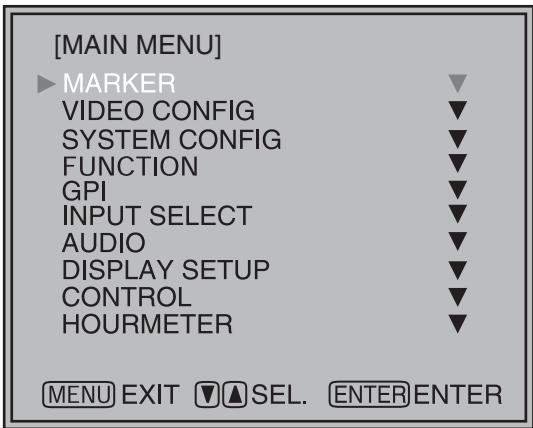 [MAIN MENU]
▶ MARKER ▼
VIDEO CONFIG ▼
SYSTEM CONFIG ▼
FUNCTION ▼
GPI ▼
INPUT SELECT ▼
AUDIO ▼
DISPLAY SETUP ▼
CONTROL ▼
HOURMETER ▼
MENU EXIT ▼▲ SEL. ENTER ENTER